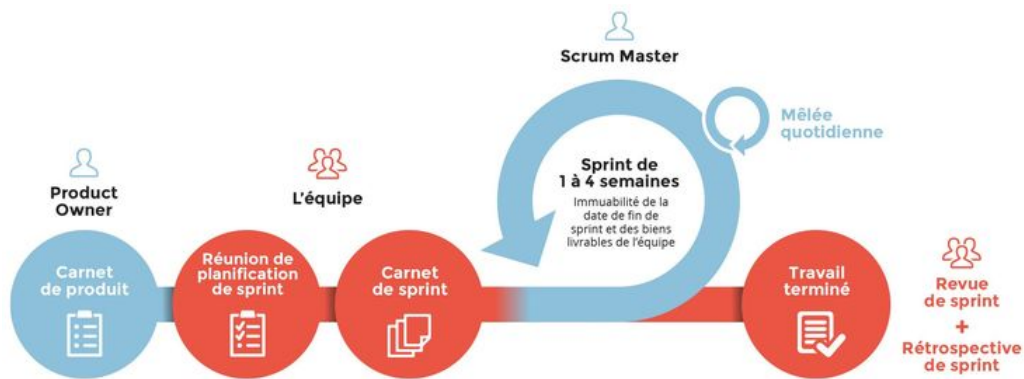 Scrum Master
Mêlée
quotidienne
Product
Owner
L'équipe
Sprint de
1 à 4 semaines
Immuabilité de la
date de fin de
sprint et des biens
livrables de l'équipe
Carnet
de produit
Réunion de
planification
de sprint
Carnet
de sprint
Travail
terminé
Revue
de sprint
+
Rétrospective
de sprint